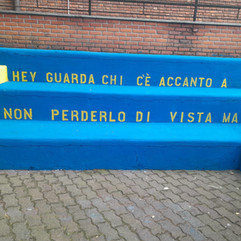 HEY GUARDA CHI C'È ACCANTO A
NON PERDERLO DI VISTA MA